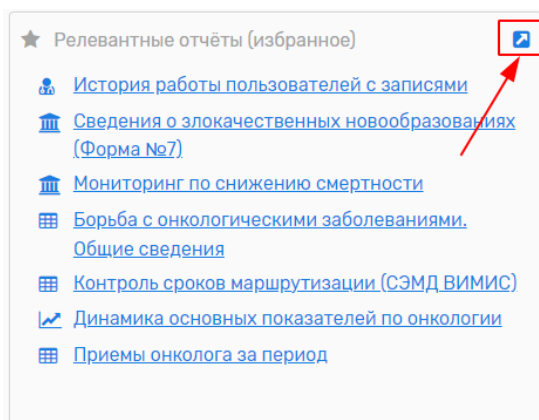 Релевантные отчёты (избранное)
История работы пользователей с записями
Сведения о злокачественных новообразованиях
(Форма №7)
Мониторинг по снижению смертности
Борьба с онкологическими заболеваниями.
Общие сведения
Контроль сроков маршрутизации (СЭМД ВИМИС)
Динамика основных показателей по онкологии
Приемы онколога за период